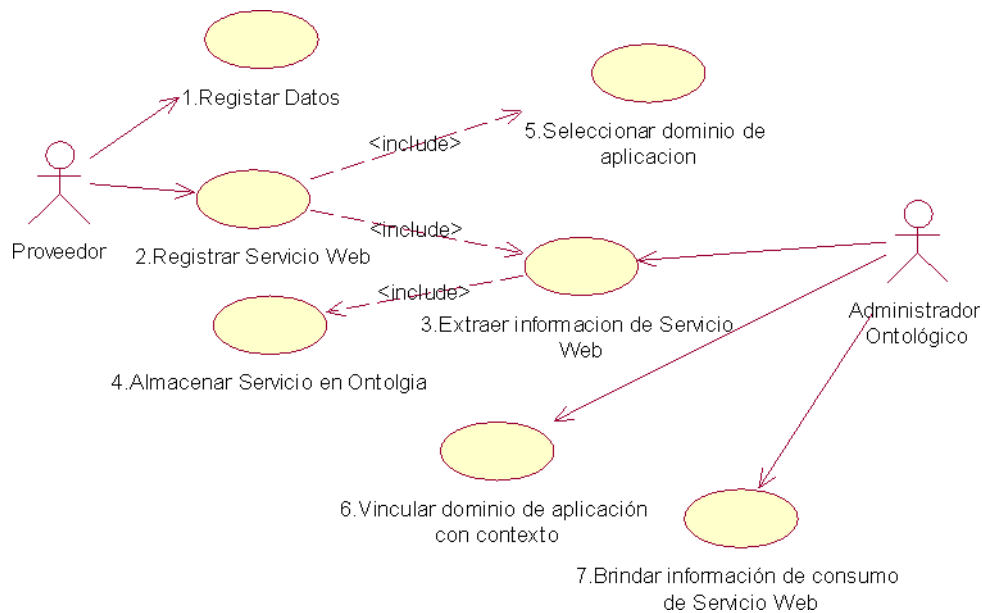 1.Registar Datos
<include>
5.Seleccionar dominio de
aplicacion
Proveedor
2.Registrar Servicio Web
<include>
<include>
3.Extraer informacion de Servicio
Web
Administrador
Ontológico
4.Almacenar Servicio en Ontolgia
6.Vincular dominio de aplicación
con contexto
7.Brindar información de consumo
de Servicio Web